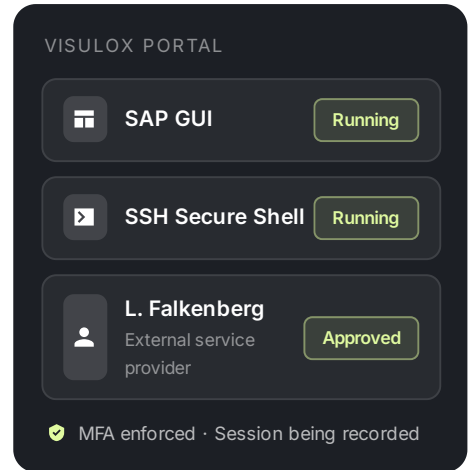 VISULOX PORTAL
SAP GUI
Running
SSH Secure Shell
Running
L. Falkenberg
External service
provider
Approved
MFA enforced · Session being recorded